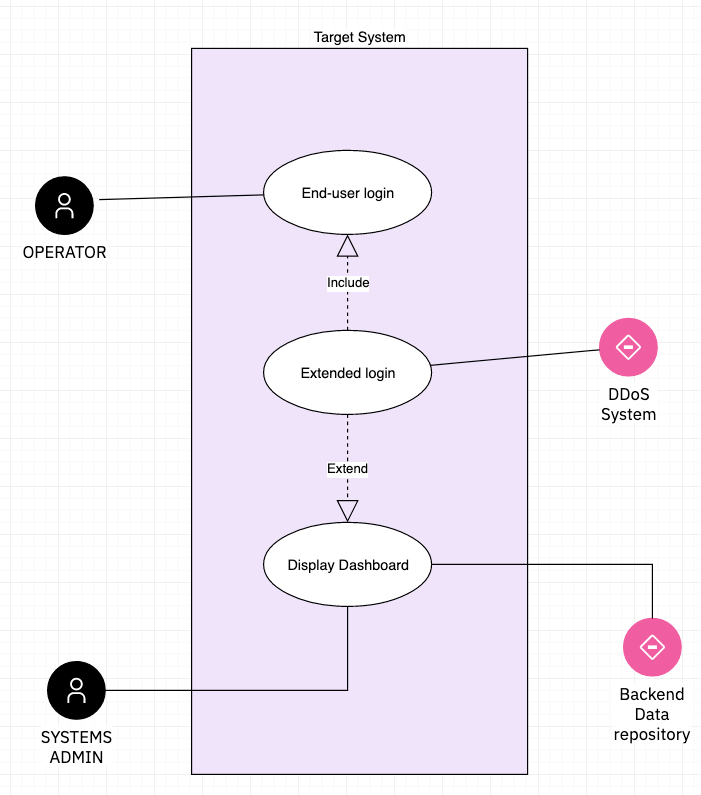 Target System
End-user login
OPERATOR
Include
Extended login
DDoS
System
Extend
Display Dashboard
Backend
Data
repository
SYSTEMS
ADMIN